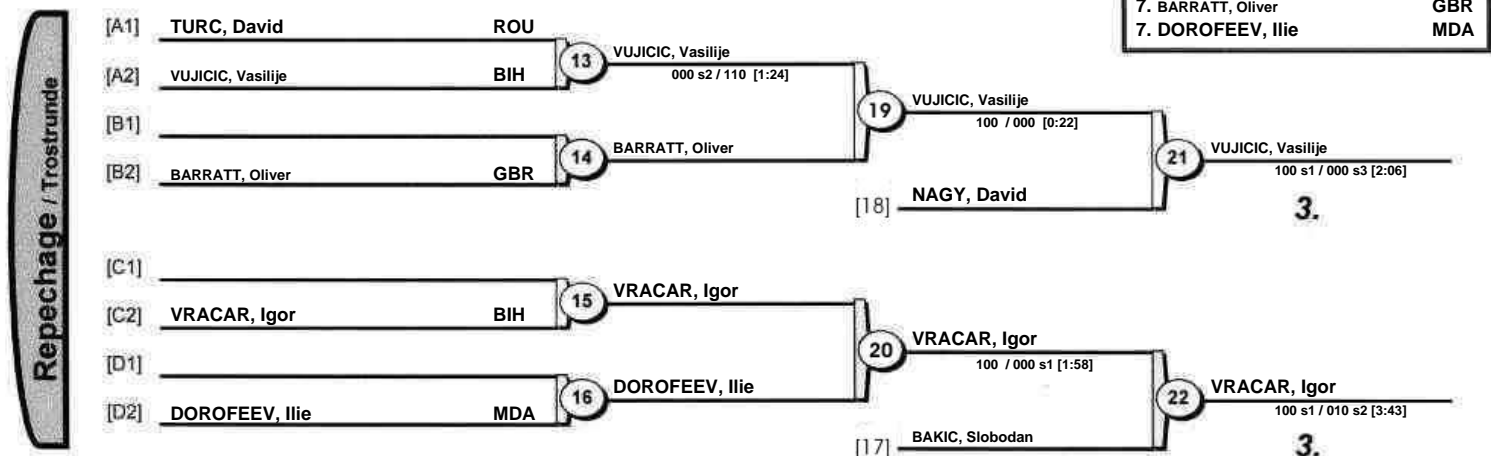 7. BARRATT, Oliver GBR
7. DOROFEEV, Ilie MDA
Repechage / Trostrunde
[A1] TURC, David ROU
13 VUJICIC, Vasilije
000 s2 / 110 [1:24]
[A2] VUJICIC, Vasilije BIH
19 VUJICIC, Vasilije
100 / 000 [0:22]
[B1]
14 BARRATT, Oliver
[B2] BARRATT, Oliver GBR
21 VUJICIC, Vasilije
100 s1 / 000 s3 [2:06]
[18] NAGY, David
3.
[C1]
15 VRACAR, Igor
[C2] VRACAR, Igor BIH
20 VRACAR, Igor
100 / 000 s1 [1:58]
[D1]
16 DOROFEEV, Ilie
[D2] DOROFEEV, Ilie MDA
22 VRACAR, Igor
100 s1 / 010 s2 [3:43]
[17] BAKIC, Slobodan
3.